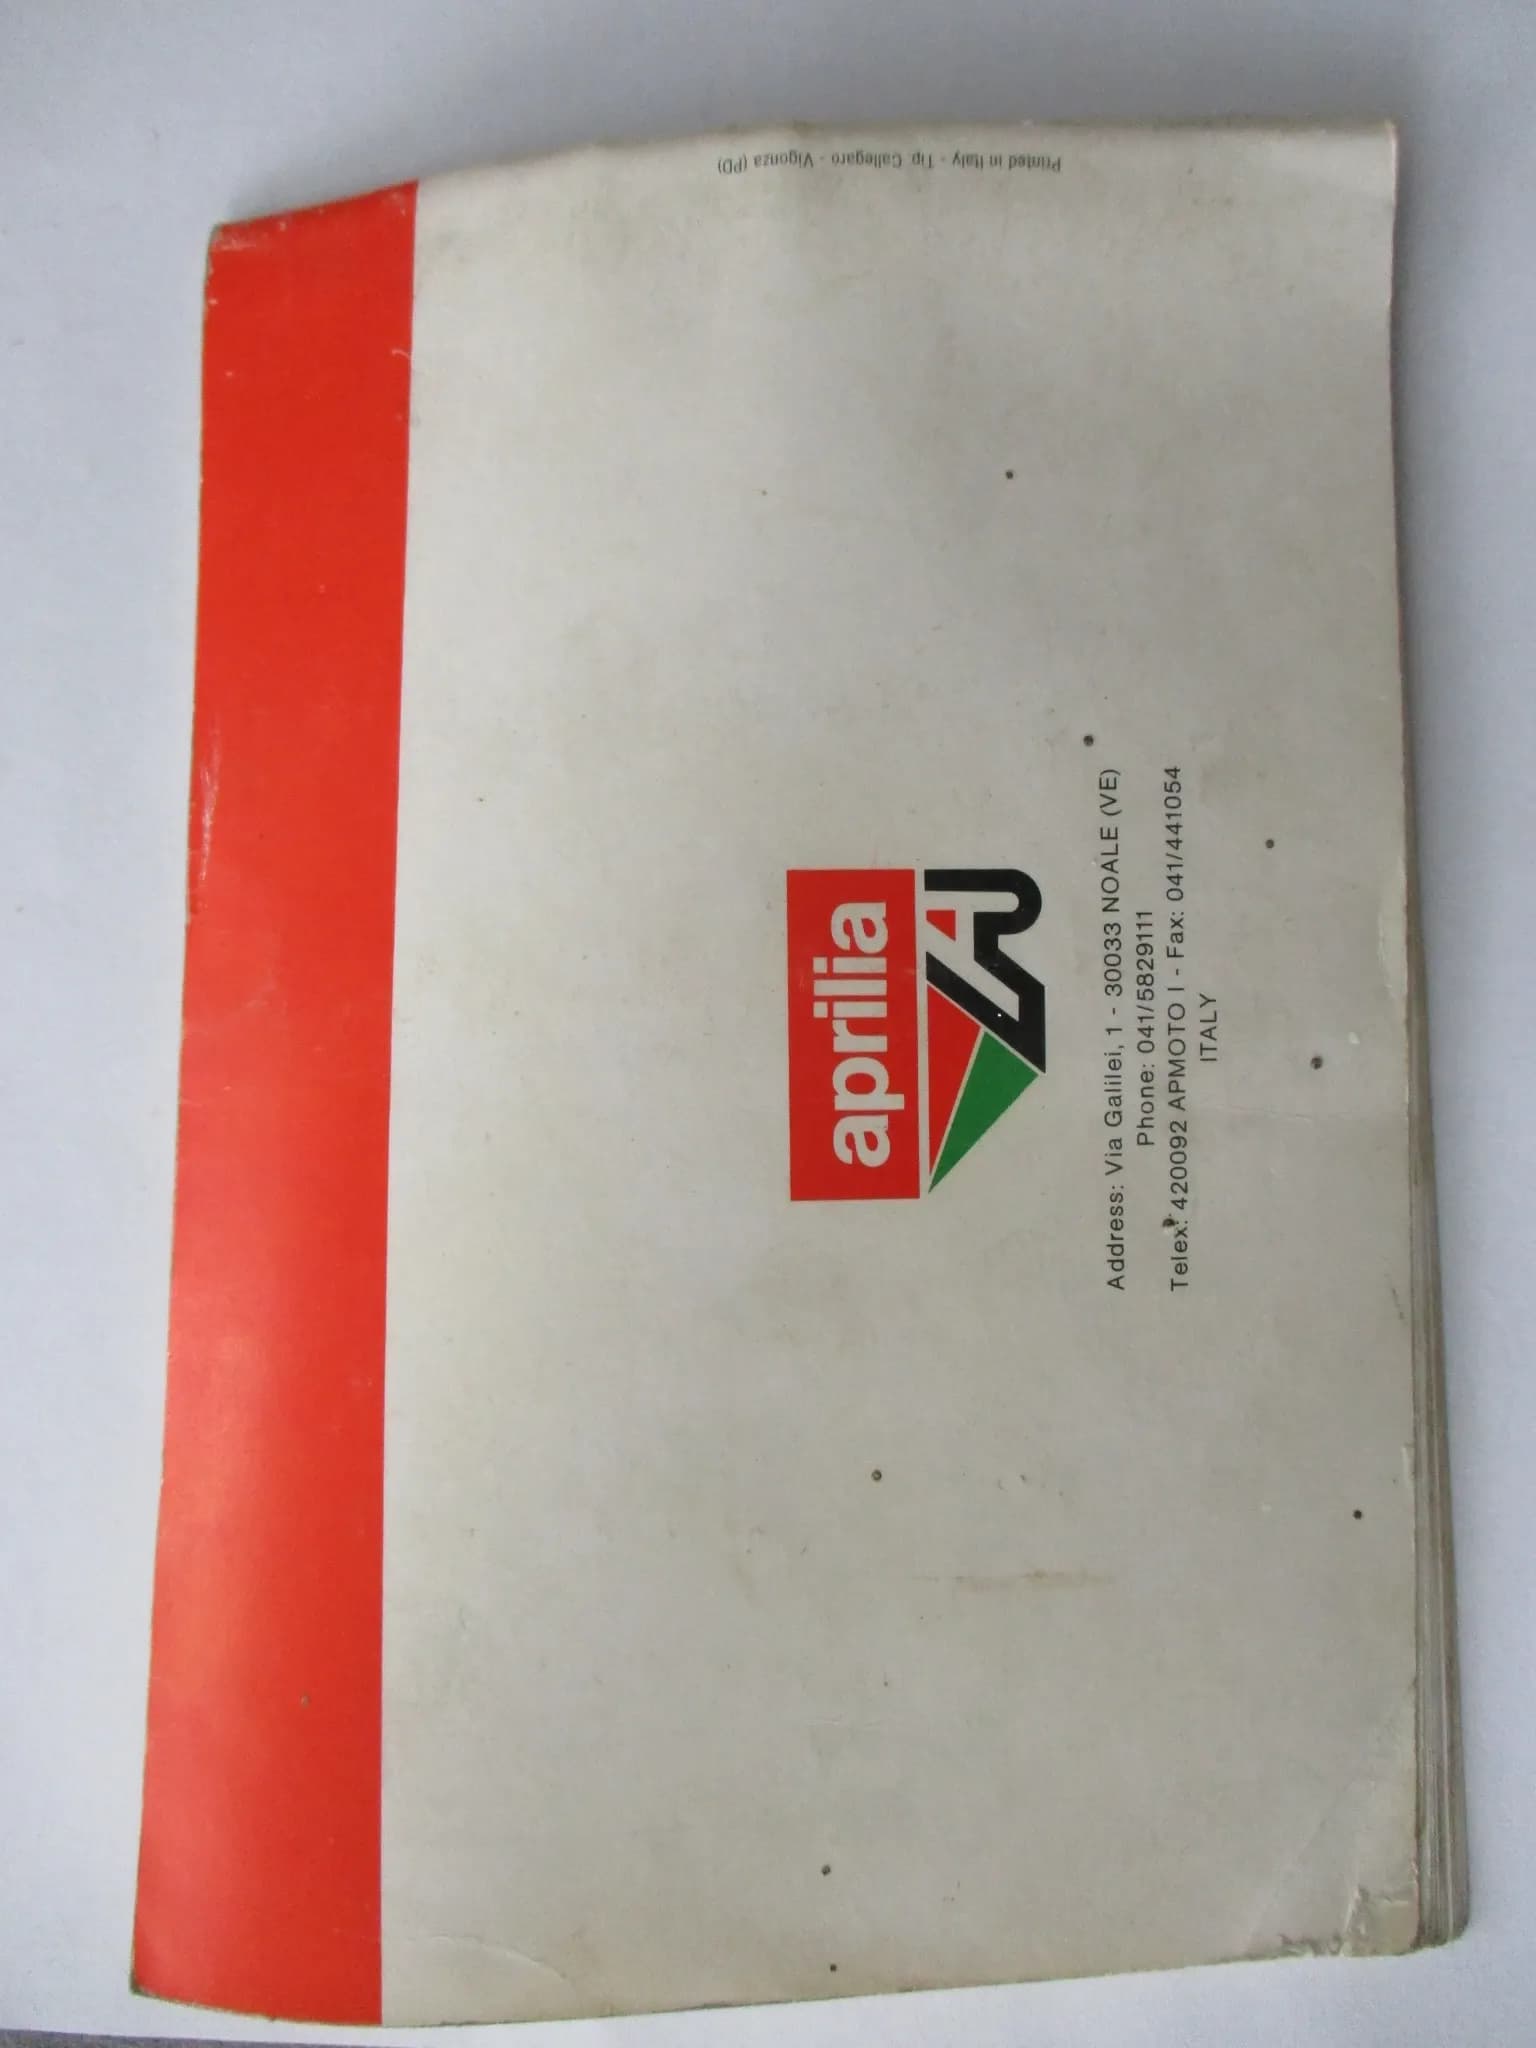 aprilia
Address: Via Galilei, 1 - 30033 NOALE (VE)
Phone: 041/5829111
Telex: 420092 APMOTO I - Fax: 041/441054
ITALY
Printed in Italy - Tip. Callegaro - Vigonza (PD)